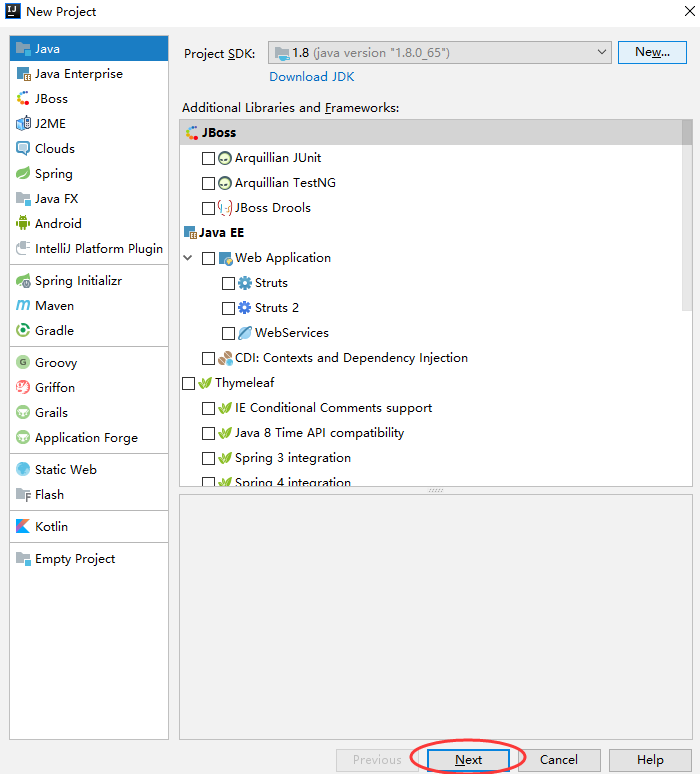 New Project
Java
Java Enterprise
JBoss
J2ME
Clouds
Spring
Java FX
Android
IntelliJ Platform Plugin
Spring Initializr
Maven
Gradle
Groovy
Griffon
Grails
Application Forge
Static Web
Flash
Kotlin
Empty Project
Project SDK: 1.8 (java version "1.8.0_65") New...
Download JDK
Additional Libraries and Frameworks:
JBoss
Arquillian JUnit
Arquillian TestNG
JBoss Drools
Java EE
Web Application
Struts
Struts 2
WebServices
CDI: Contexts and Dependency Injection
Thymeleaf
IE Conditional Comments support
Java 8 Time API compatibility
Spring 3 integration
Spring 4 integration
Previous Next Cancel Help